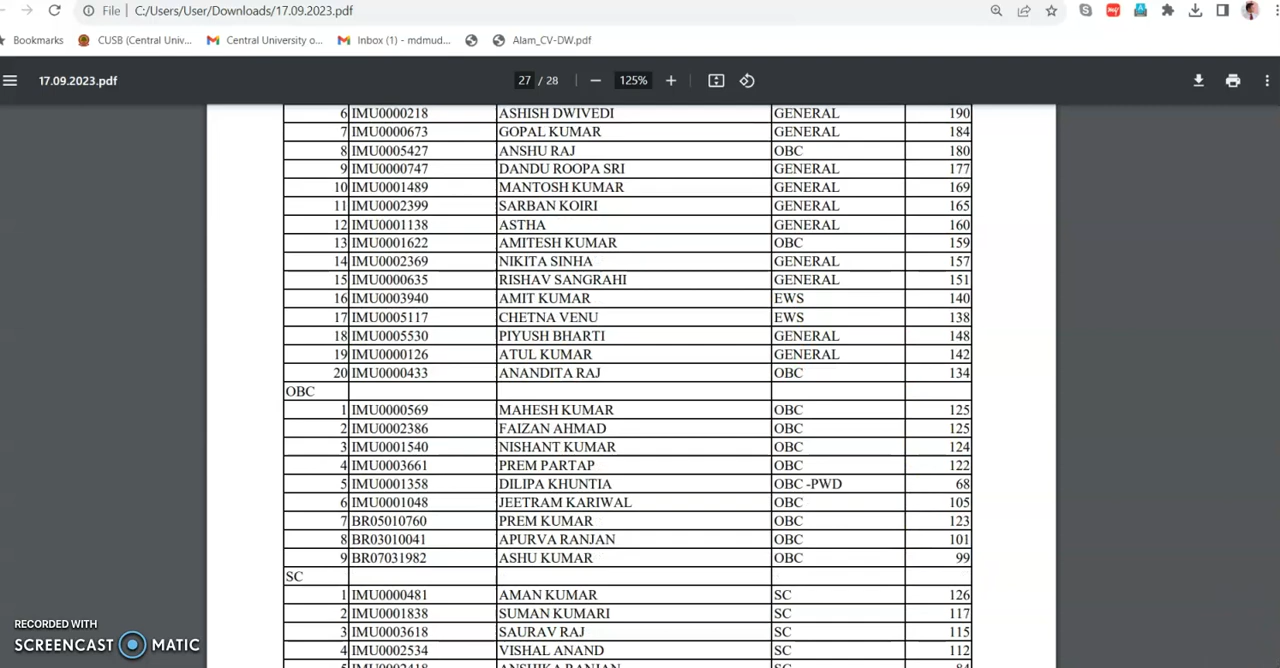 File | C:/Users/User/Downloads/17.09.2023.pdf
Bookmarks CUSB (Central Univ... Central University o... Inbox (1) - mdmud... Alam_CV-DW.pdf
17.09.2023.pdf 27 / 28 − 125% +
6 IMU0000218 ASHISH DWIVEDI GENERAL 190
7 IMU0000673 GOPAL KUMAR GENERAL 184
8 IMU0005427 ANSHU RAJ OBC 180
9 IMU0000747 DANDU ROOPA SRI GENERAL 177
10 IMU0001489 MANTOSH KUMAR GENERAL 169
11 IMU0002399 SARBAN KOIRI GENERAL 165
12 IMU0001138 ASTHA GENERAL 160
13 IMU0001622 AMITESH KUMAR OBC 159
14 IMU0002369 NIKITA SINHA GENERAL 157
15 IMU0000635 RISHAV SANGRAHI GENERAL 151
16 IMU0003940 AMIT KUMAR EWS 140
17 IMU0005117 CHETNA VENU EWS 138
18 IMU0005530 PIYUSH BHARTI GENERAL 148
19 IMU0000126 ATUL KUMAR GENERAL 142
20 IMU0000433 ANANDITA RAJ OBC 134
OBC
1 IMU0000569 MAHESH KUMAR OBC 125
2 IMU0002386 FAIZAN AHMAD OBC 125
3 IMU0001540 NISHANT KUMAR OBC 124
4 IMU0003661 PREM PARTAP OBC 122
5 IMU0001358 DILIPA KHUNTIA OBC -PWD 68
6 IMU0001048 JEETRAM KARIWAL OBC 105
7 BR05010760 PREM KUMAR OBC 123
8 BR03010041 APURVA RANJAN OBC 101
9 BR07031982 ASHU KUMAR OBC 99
SC
1 IMU0000481 AMAN KUMAR SC 126
2 IMU0001838 SUMAN KUMARI SC 117
3 IMU0003618 SAURAV RAJ SC 115
4 IMU0002534 VISHAL ANAND SC 112
5 IMU0002418 ANSHIKA RANJAN SC 84
RECORDED WITH
SCREENCAST MATIC